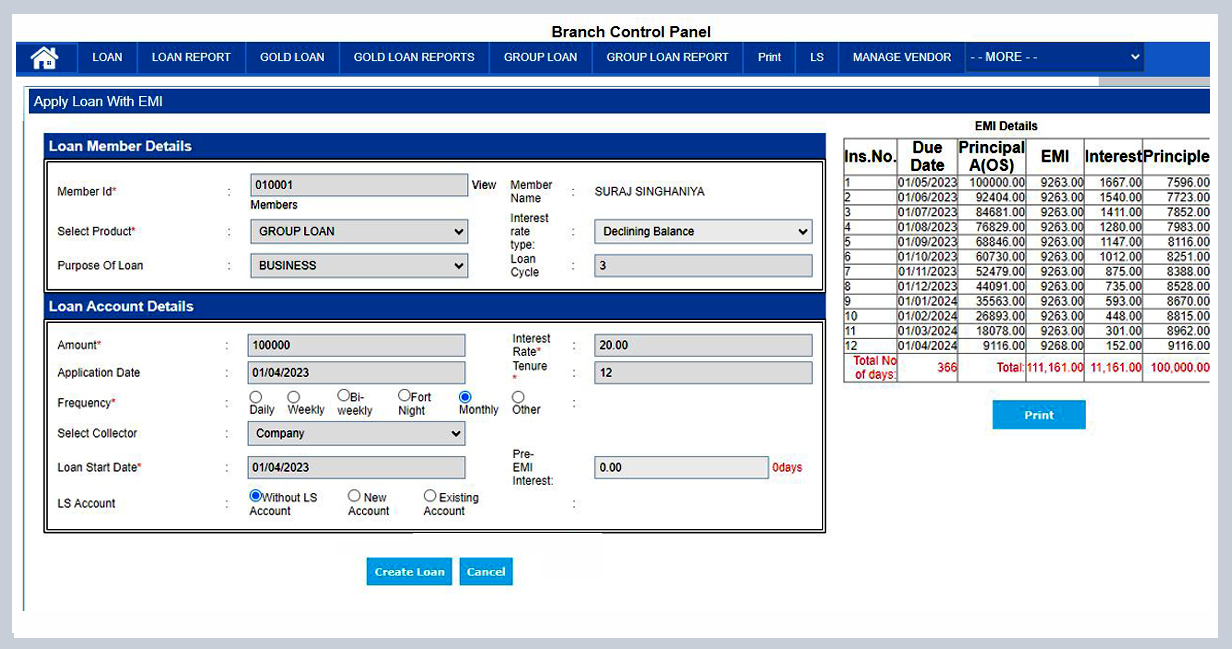 Branch Control Panel
LOAN LOAN REPORT GOLD LOAN GOLD LOAN REPORTS GROUP LOAN GROUP LOAN REPORT Print LS MANAGE VENDOR - - MORE - -
Apply Loan With EMI
Loan Member Details
Member Id* : 010001 View Members Member Name : SURAJ SINGHANIYA
Select Product* : GROUP LOAN Interest rate type: : Declining Balance
Purpose Of Loan : BUSINESS Loan Cycle : 3
Loan Account Details
Amount* : 100000 Interest Rate* : 20.00
Application Date : 01/04/2023 Tenure * : 12
Frequency* : Daily Weekly Bi-weekly Fort Night Monthly Other :
Select Collector : Company
Loan Start Date* : 01/04/2023 Pre-EMI Interest: 0.00 0days
LS Account : Without LS Account New Account Existing Account :
Create Loan Cancel
EMI Details
Ins.No. Due Date Principal A(OS) EMI Interest Principle
1 01/05/2023 100000.00 9263.00 1667.00 7596.00
2 01/06/2023 92404.00 9263.00 1540.00 7723.00
3 01/07/2023 84681.00 9263.00 1411.00 7852.00
4 01/08/2023 76829.00 9263.00 1280.00 7983.00
5 01/09/2023 68846.00 9263.00 1147.00 8116.00
6 01/10/2023 60730.00 9263.00 1012.00 8251.00
7 01/11/2023 52479.00 9263.00 875.00 8388.00
8 01/12/2023 44091.00 9263.00 735.00 8528.00
9 01/01/2024 35563.00 9263.00 593.00 8670.00
10 01/02/2024 26893.00 9263.00 448.00 8815.00
11 01/03/2024 18078.00 9263.00 301.00 8962.00
12 01/04/2024 9116.00 9268.00 152.00 9116.00
Total No of days: 366 Total: 111,161.00 11,161.00 100,000.00
Print